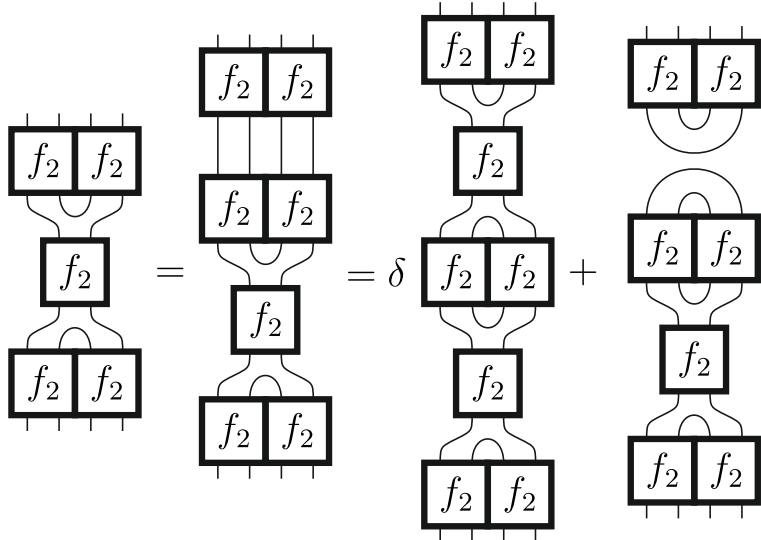 f₂ f₂ f₂ f₂ f₂
=
f₂ f₂ f₂ f₂ f₂ f₂ f₂
= δ
f₂ f₂ f₂ f₂ f₂ f₂ f₂ f₂
+
f₂ f₂ f₂ f₂ f₂ f₂ f₂